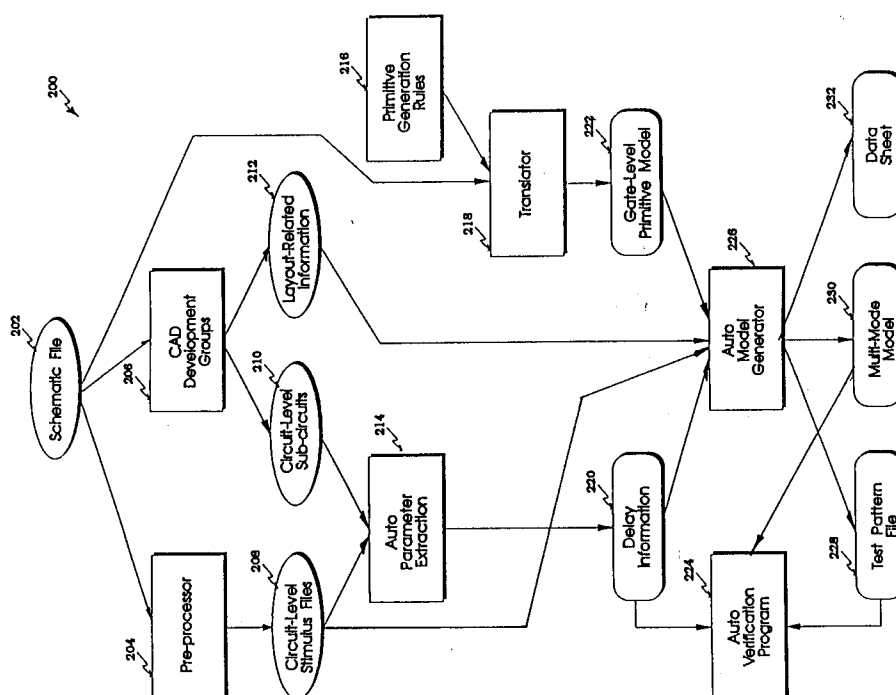 200
202
Schematic File
204
Pre-processor
206
CAD
Development
Groups
216
Primitive
Generation
Rules
208
Circuit-Level
Stimulus Files
210
Circuit-Level
Sub-circuits
212
Layout-Related
Information
214
Auto
Parameter
Extraction
218
Translator
220
Delay
Information
222
Gate-Level
Primitive Model
224
Auto
Verification
Program
226
Auto
Model
Generator
228
Test Pattern
File
230
Multi-Mode
Model
232
Data
Sheet